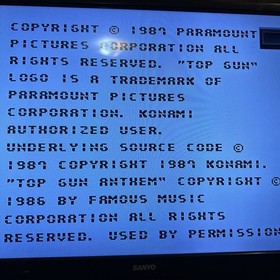 COPYRIGHT © 1987 PARAMOUNT
PICTURES CORPORATION ALL
RIGHTS RESERVED. "TOP GUN"
LOGO IS A TRADEMARK OF
PARAMOUNT PICTURES
CORPORATION. KONAMI
AUTHORIZED USER.
UNDERLYING SOURCE CODE ©
1987 COPYRIGHT 1987 KONAMI.
"TOP GUN ANTHEM" COPYRIGHT ©
1986 BY FAMOUS MUSIC
CORPORATION ALL RIGHTS
RESERVED. USED BY PERMISSION
SANYO